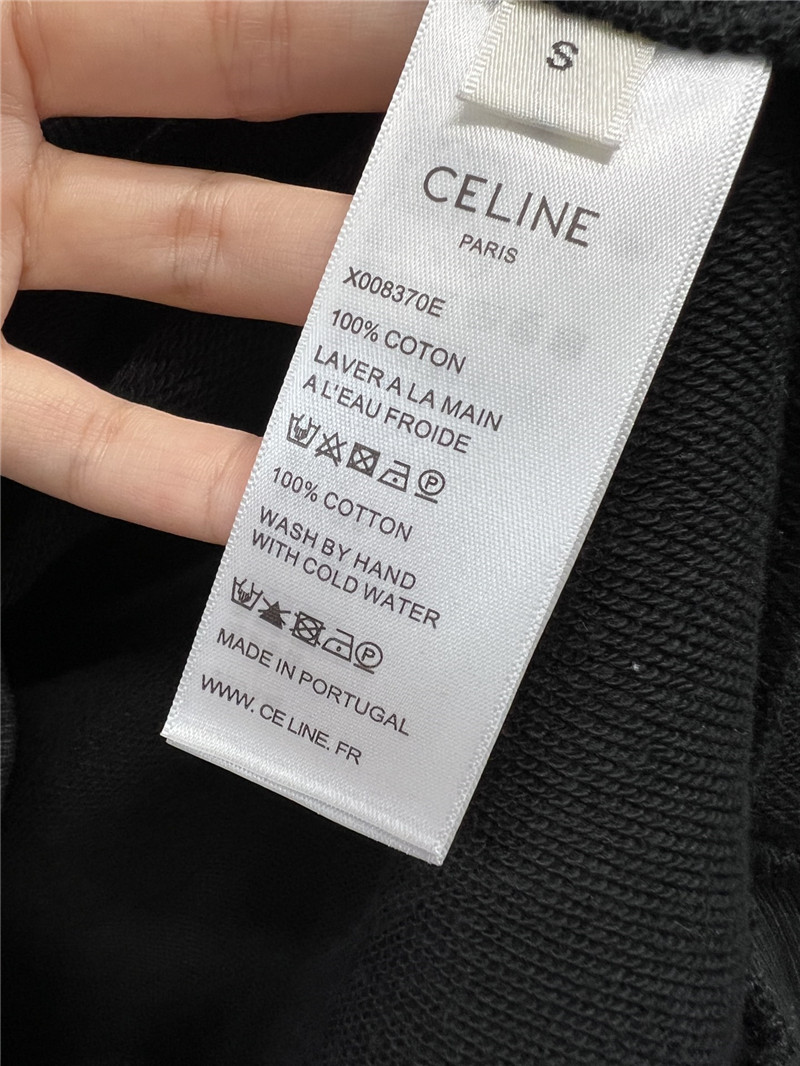 S
CELINE
PARIS
X008370E
100% COTON
LAVER A LA MAIN
A L'EAU FROIDE
P
100% COTTON
WASH BY HAND
WITH COLD WATER
P
MADE IN PORTUGAL
WWW. CE LINE. FR